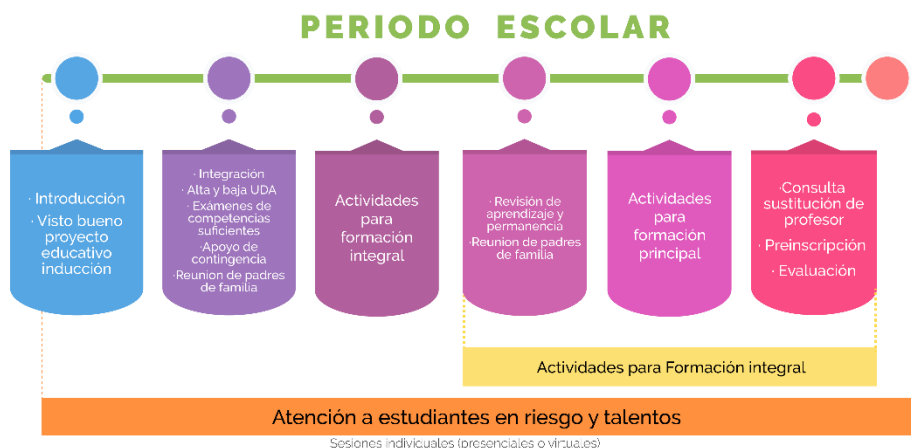 PERIODO ESCOLAR
· Introducción
· Visto bueno
proyecto
educativo
inducción
· Integración
· Alta y baja UDA
· Exámenes de
competencias
suficientes
· Apoyo de
contingencia
· Reunion de padres
de familia
Actividades
para
formación
integral
· Revisión de
aprendizaje y
permanencia
·Reunion de padres
de familia
Actividades
para
formación
principal
·Consulta
sustitución de
profesor
· Preinscripción
· Evaluación
Actividades para Formación integral
Atención a estudiantes en riesgo y talentos
Sesiones individuales (presenciales o virtuales)